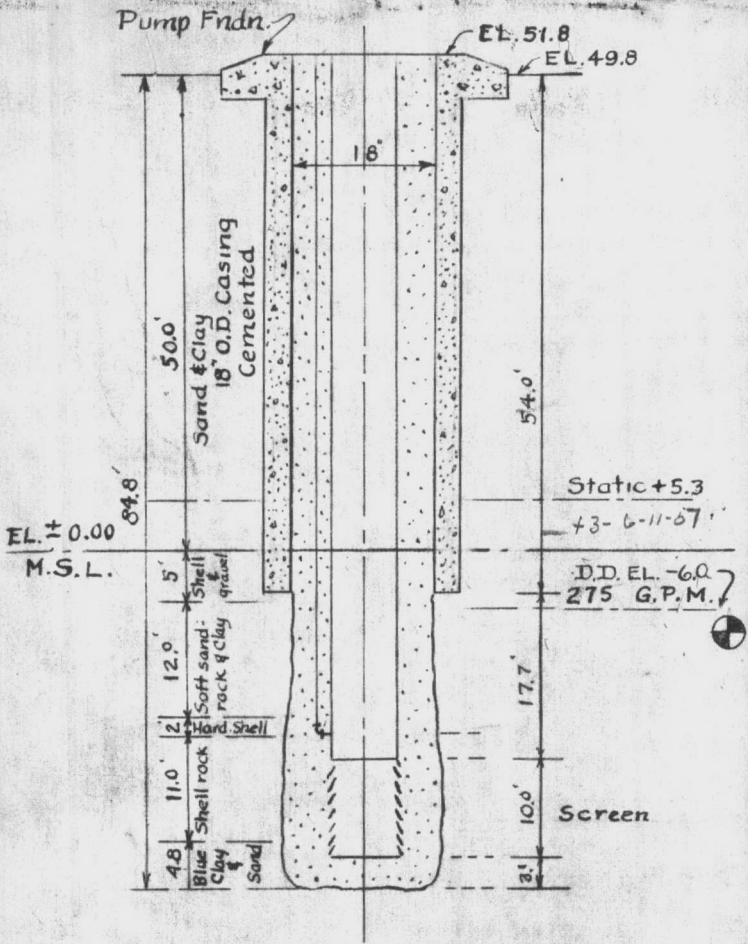 Pump Fndn.
EL. 51.8
EL. 49.8
18"
50.0'
Sand & Clay
18" O.D. Casing
Cemented
84.8'
54.0'
Static +5.3
+3- 6-11-67
EL. ± 0.00
M.S.L.
D.D. EL. -6.0
275 G.P.M.
5'
Shell
&
gravel
12.0'
Soft sand-
rock & Clay
17.7'
2'
Hard Shell
11.0'
Shell rock
10.0'
Screen
4.8
Blue
Clay
&
Sand
3.1